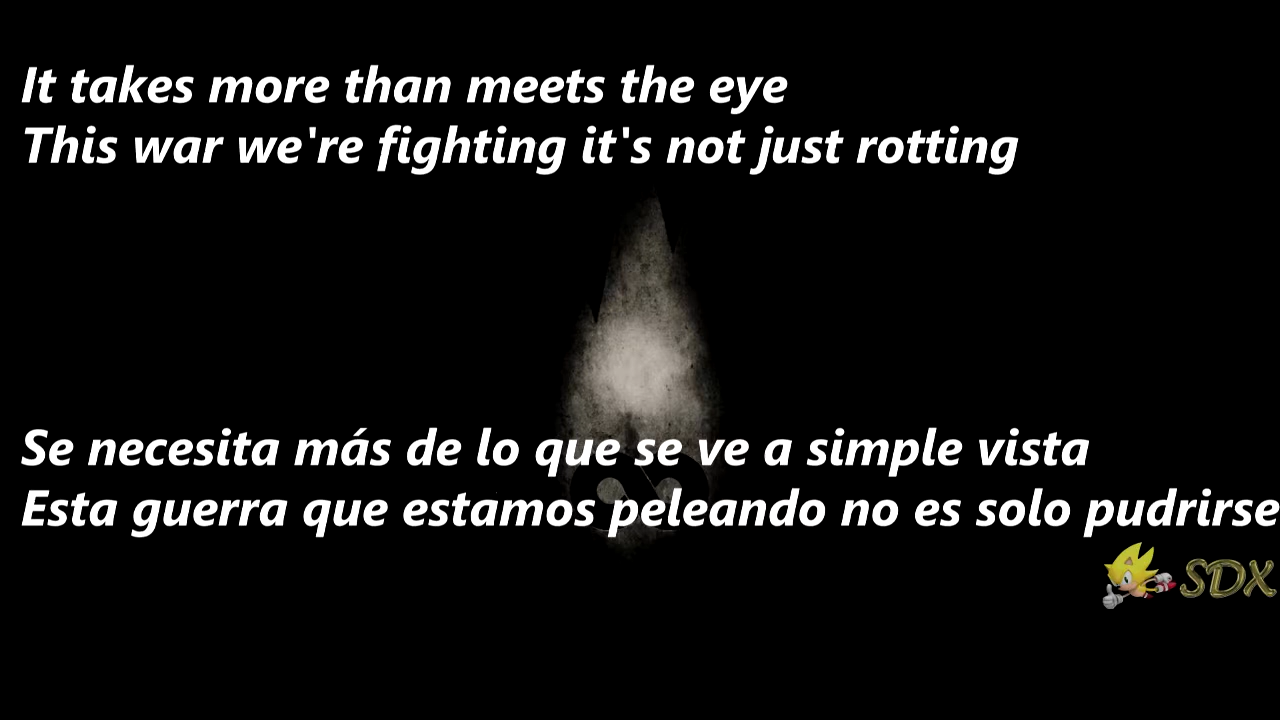 It takes more than meets the eye
This war we're fighting it's not just rotting
Se necesita más de lo que se ve a simple vista
Esta guerra que estamos peleando no es solo pudrirse
SDX